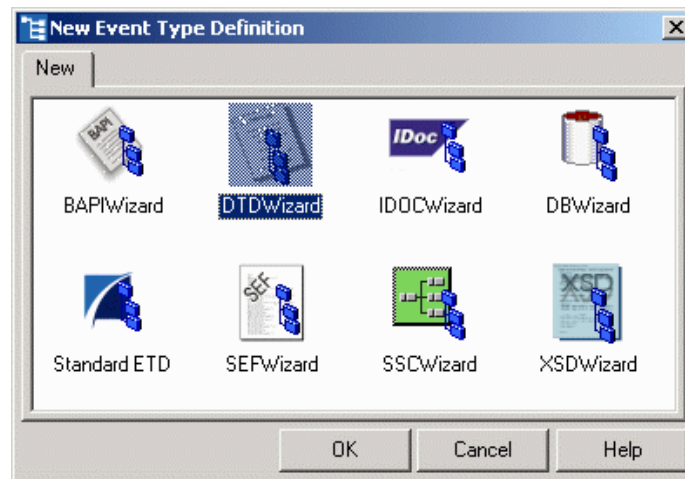 New Event Type Definition
New
BAPI
IDoc
BAPIWizard DTDWizard IDOCWizard DBWizard
SEF
XSD
Standard ETD SEFWizard SSCWizard XSDWizard
OK Cancel Help